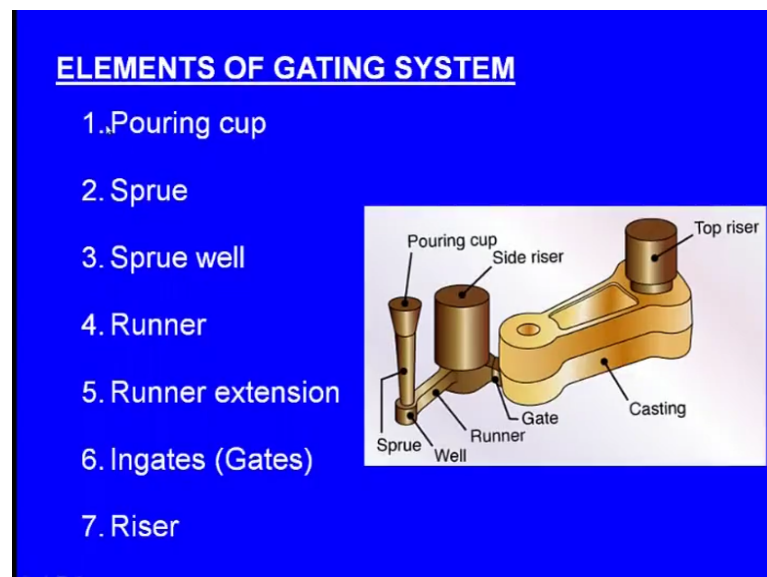 ELEMENTS OF GATING SYSTEM
1. Pouring cup
2. Sprue
3. Sprue well
4. Runner
5. Runner extension
6. Ingates (Gates)
7. Riser
Pouring cup
Side riser
Top riser
Sprue
Well
Runner
Gate
Casting